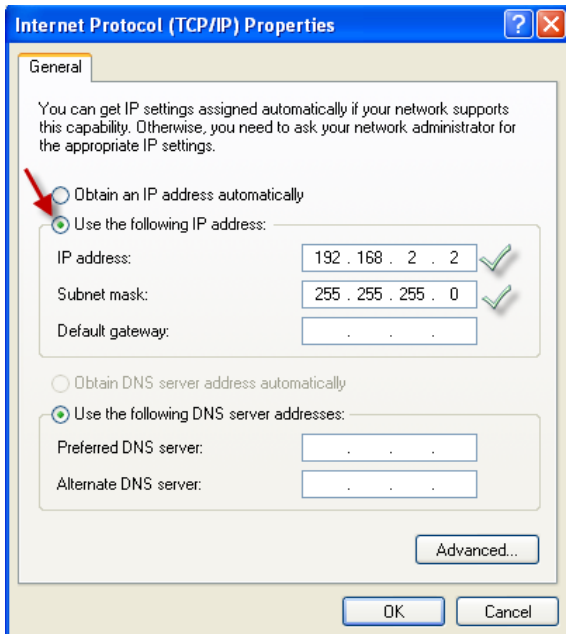 Internet Protocol (TCP/IP) Properties
General
You can get IP settings assigned automatically if your network supports
this capability. Otherwise, you need to ask your network administrator for
the appropriate IP settings.
Obtain an IP address automatically
Use the following IP address:
IP address: 192 . 168 . 2 . 2
Subnet mask: 255 . 255 . 255 . 0
Default gateway: . . .
Obtain DNS server address automatically
Use the following DNS server addresses:
Preferred DNS server: . . .
Alternate DNS server: . . .
Advanced...
OK Cancel